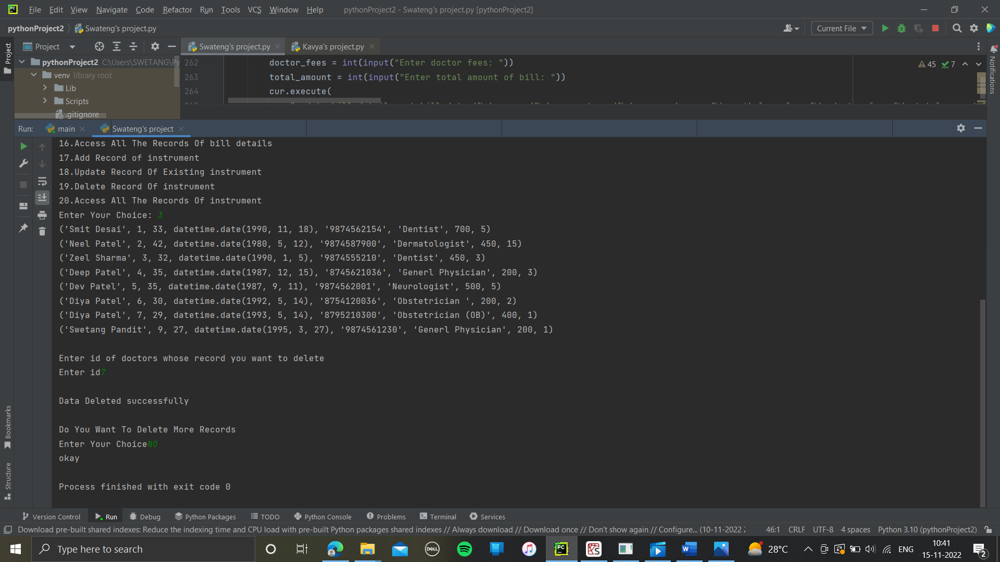 File Edit View Navigate Code Refactor Run Tools VCS Window Help pythonProject2 - Swateng's project.py [pythonProject2]
pythonProject2 Swateng's project.py Current File
Project Swateng's project.py Kavya's project.py
Project
pythonProject2 C:\Users\SWETANG\Py
venv library root
Lib
Scripts
.gitignore
262 doctor_fees = int(input("Enter doctor fees: "))
263 total_amount = int(input("Enter total amount of bill: "))
264 cur.execute(
45 7
Notifications
Run: main Swateng's project
16.Access All The Records Of bill details
17.Add Record of instrument
18.Update Record Of Existing instrument
19.Delete Record Of instrument
20.Access All The Records Of instrument
Enter Your Choice: 3
('Smit Desai', 1, 33, datetime.date(1990, 11, 18), '9874562154', 'Dentist', 700, 5)
('Neel Patel', 2, 42, datetime.date(1980, 5, 12), '9874587900', 'Dermatologist', 450, 15)
('Zeel Sharma', 3, 32, datetime.date(1990, 1, 5), '9874555210', 'Dentist', 450, 3)
('Deep Patel', 4, 35, datetime.date(1987, 12, 15), '8745621036', 'Generl Physician', 200, 3)
('Dev Patel', 5, 35, datetime.date(1987, 9, 11), '9874562001', 'Neurologist', 500, 5)
('Diya Patel', 6, 30, datetime.date(1992, 5, 14), '8754120036', 'Obstetrician ', 200, 2)
('Diya Patel', 7, 29, datetime.date(1993, 5, 14), '8795210300', 'Obstetrician (OB)', 400, 1)
('Swetang Pandit', 9, 27, datetime.date(1995, 3, 27), '9874561230', 'Generl Physician', 200, 1)
Enter id of doctors whose record you want to delete
Enter id7
Data Deleted successfully
Do You Want To Delete More Records
Enter Your ChoiceNO
okay
Process finished with exit code 0
Bookmarks
Structure
Version Control Run Debug Python Packages TODO Python Console Problems Terminal Services
Download pre-built shared indexes: Reduce the indexing time and CPU load with pre-built Python packages shared indexes // Always download // Download once // Don't show again // Configure... (10-11-2022 46:1 CRLF UTF-8 4 spaces Python 3.10 (pythonProject2)
Type here to search DELL PC W 28°C ENG 10:41
15-11-2022 2